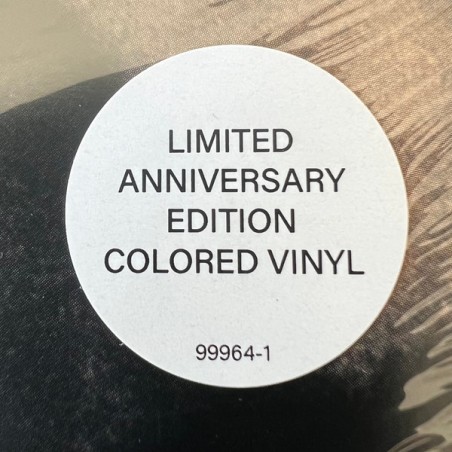 LIMITED
ANNIVERSARY
EDITION
COLORED VINYL
99964-1